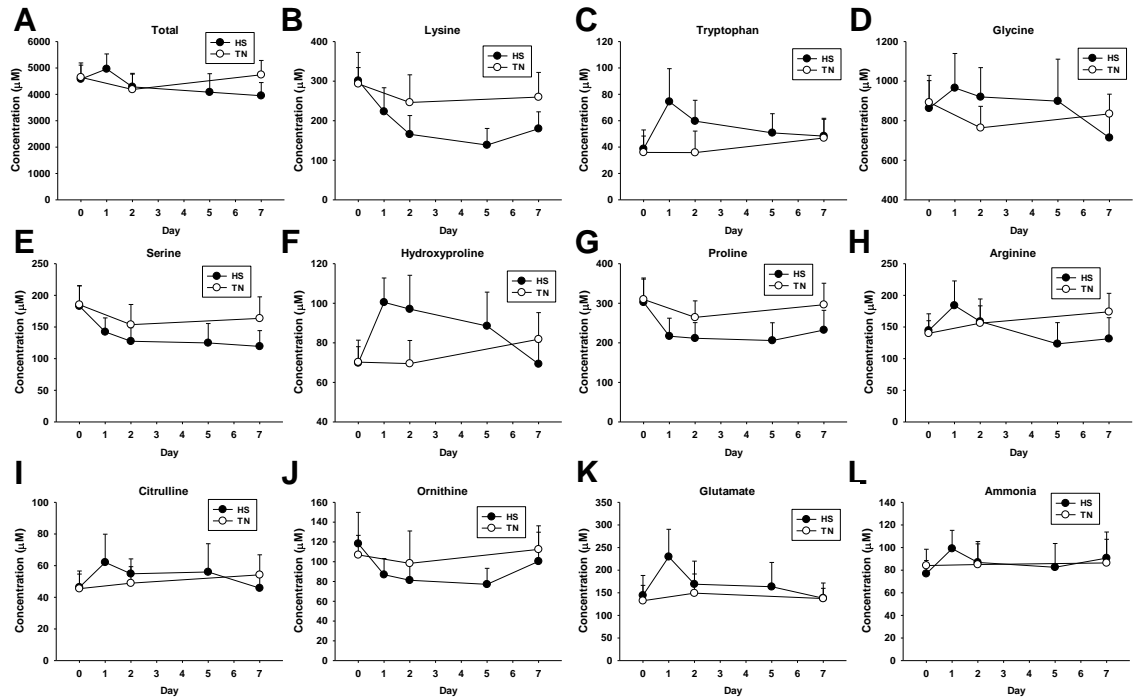 A
Total
HS
TN
Concentration (µM)
6000
5000
4000
3000
2000
1000
0
0 1 2 3 4 5 6 7
Day
B
Lysine
HS
TN
Concentration (µM)
400
300
200
100
0
0 1 2 3 4 5 6 7
Day
C
Tryptophan
HS
TN
Concentration (µM)
120
100
80
60
40
20
0
0 1 2 3 4 5 6 7
Day
D
Glycine
HS
TN
Concentration (µM)
1200
1000
800
600
400
0 1 2 3 4 5 6 7
Day
E
Serine
HS
TN
Concentration (µM)
250
200
150
100
50
0
0 1 2 3 4 5 6 7
Day
F
Hydroxyproline
HS
TN
Concentration (µM)
120
100
80
60
40
0 1 2 3 4 5 6 7
Day
G
Proline
HS
TN
Concentration (µM)
400
300
200
100
0
0 1 2 3 4 5 6 7
Day
H
Arginine
HS
TN
Concentration (µM)
250
200
150
100
50
0
0 1 2 3 4 5 6 7
Day
I
Citrulline
HS
TN
Concentration (µM)
100
80
60
40
20
0
0 1 2 3 4 5 6 7
Day
J
Ornithine
HS
TN
Concentration (µM)
160
140
120
100
80
60
40
20
0
0 1 2 3 4 5 6 7
Day
K
Glutamate
HS
TN
Concentration (µM)
350
300
250
200
150
100
50
0
0 1 2 3 4 5 6 7
Day
L
Ammonia
HS
TN
Concentration (µM)
140
120
100
80
60
40
20
0
0 1 2 3 4 5 6 7
Day